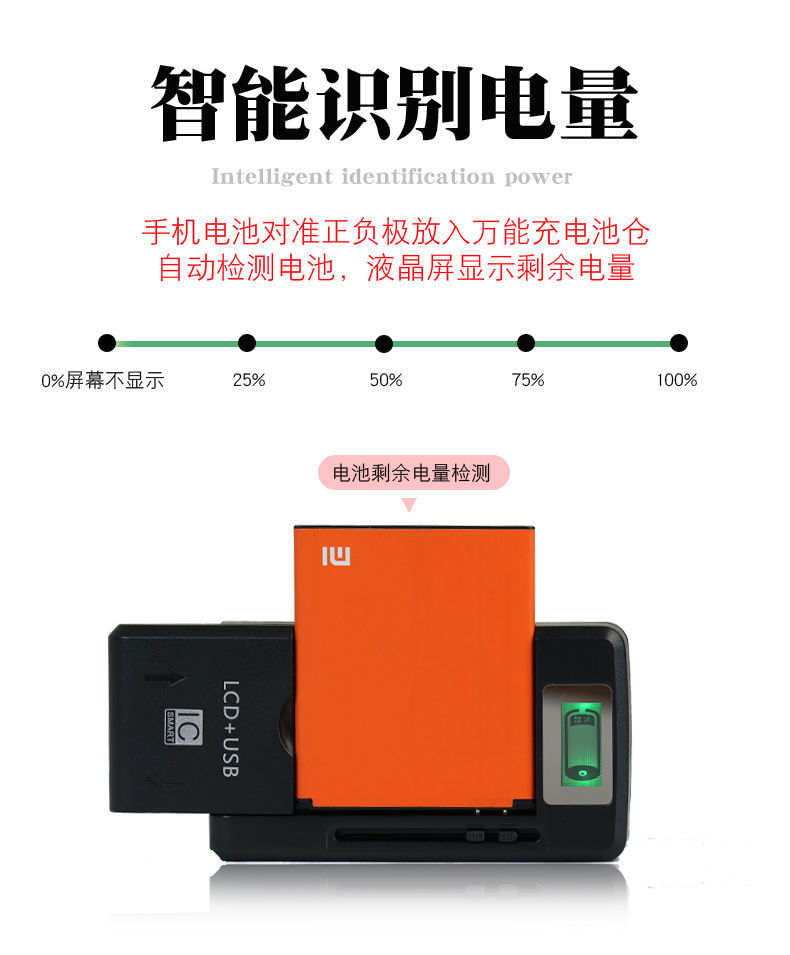 智能识别电量
Intelligent identification power
手机电池对准正负极放入万能充电池仓
自动检测电池，液晶屏显示剩余电量
0%屏幕不显示
25%
50%
75%
100%
电池剩余电量检测
LCD+USB
IC
SMART